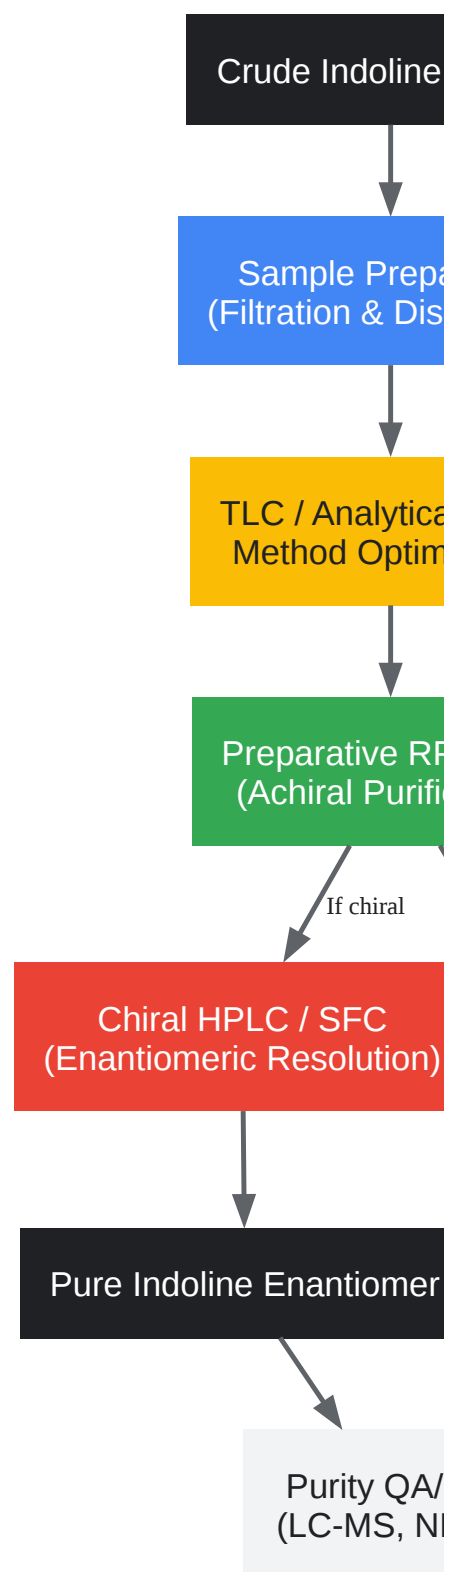 Crude Indoline
Sample Prepa
(Filtration & Dis
TLC / Analytica
Method Optim
Preparative RP
(Achiral Purific
If chiral
Chiral HPLC / SFC
(Enantiomeric Resolution)
Pure Indoline Enantiomer
Purity QA/
(LC-MS, N